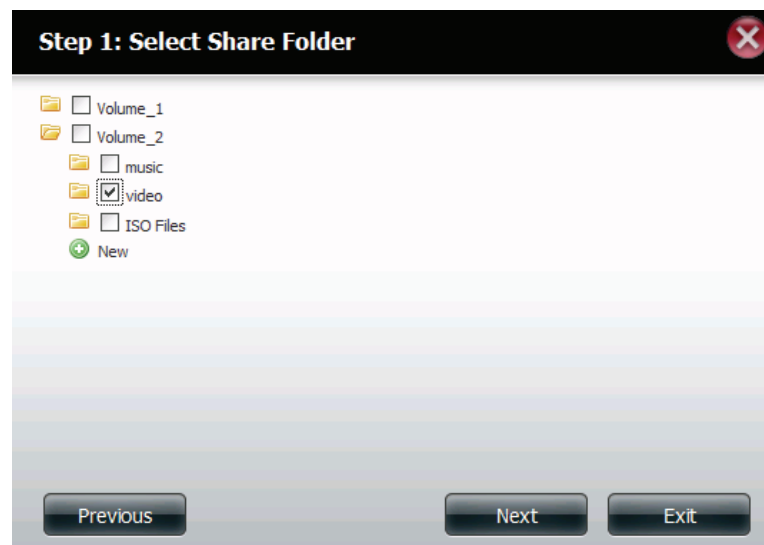 Step 1: Select Share Folder
Volume_1
Volume_2
music
video
ISO Files
New
Previous Next Exit